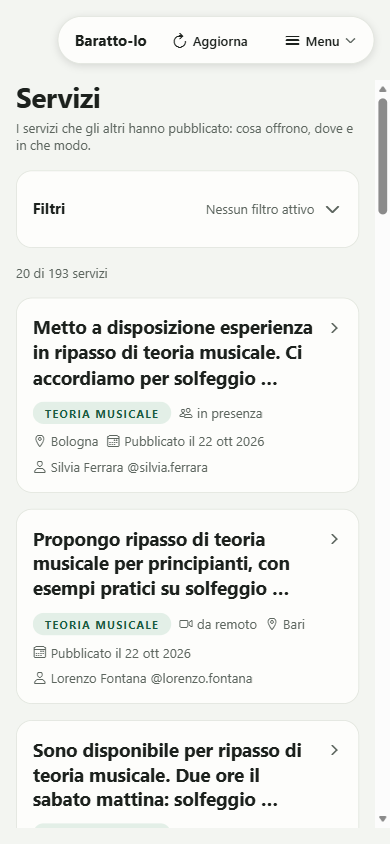 Baratto-lo Aggiorna Menu
Servizi
I servizi che gli altri hanno pubblicato: cosa offrono, dove e
in che modo.
Filtri Nessun filtro attivo
20 di 193 servizi
Metto a disposizione esperienza
in ripasso di teoria musicale. Ci
accordiamo per solfeggio ...
TEORIA MUSICALE in presenza
Bologna Pubblicato il 22 ott 2026
Silvia Ferrara @silvia.ferrara
Propongo ripasso di teoria
musicale per principianti, con
esempi pratici su solfeggio ...
TEORIA MUSICALE da remoto Bari
Pubblicato il 22 ott 2026
Lorenzo Fontana @lorenzo.fontana
Sono disponibile per ripasso di
teoria musicale. Due ore il
sabato mattina: solfeggio ...